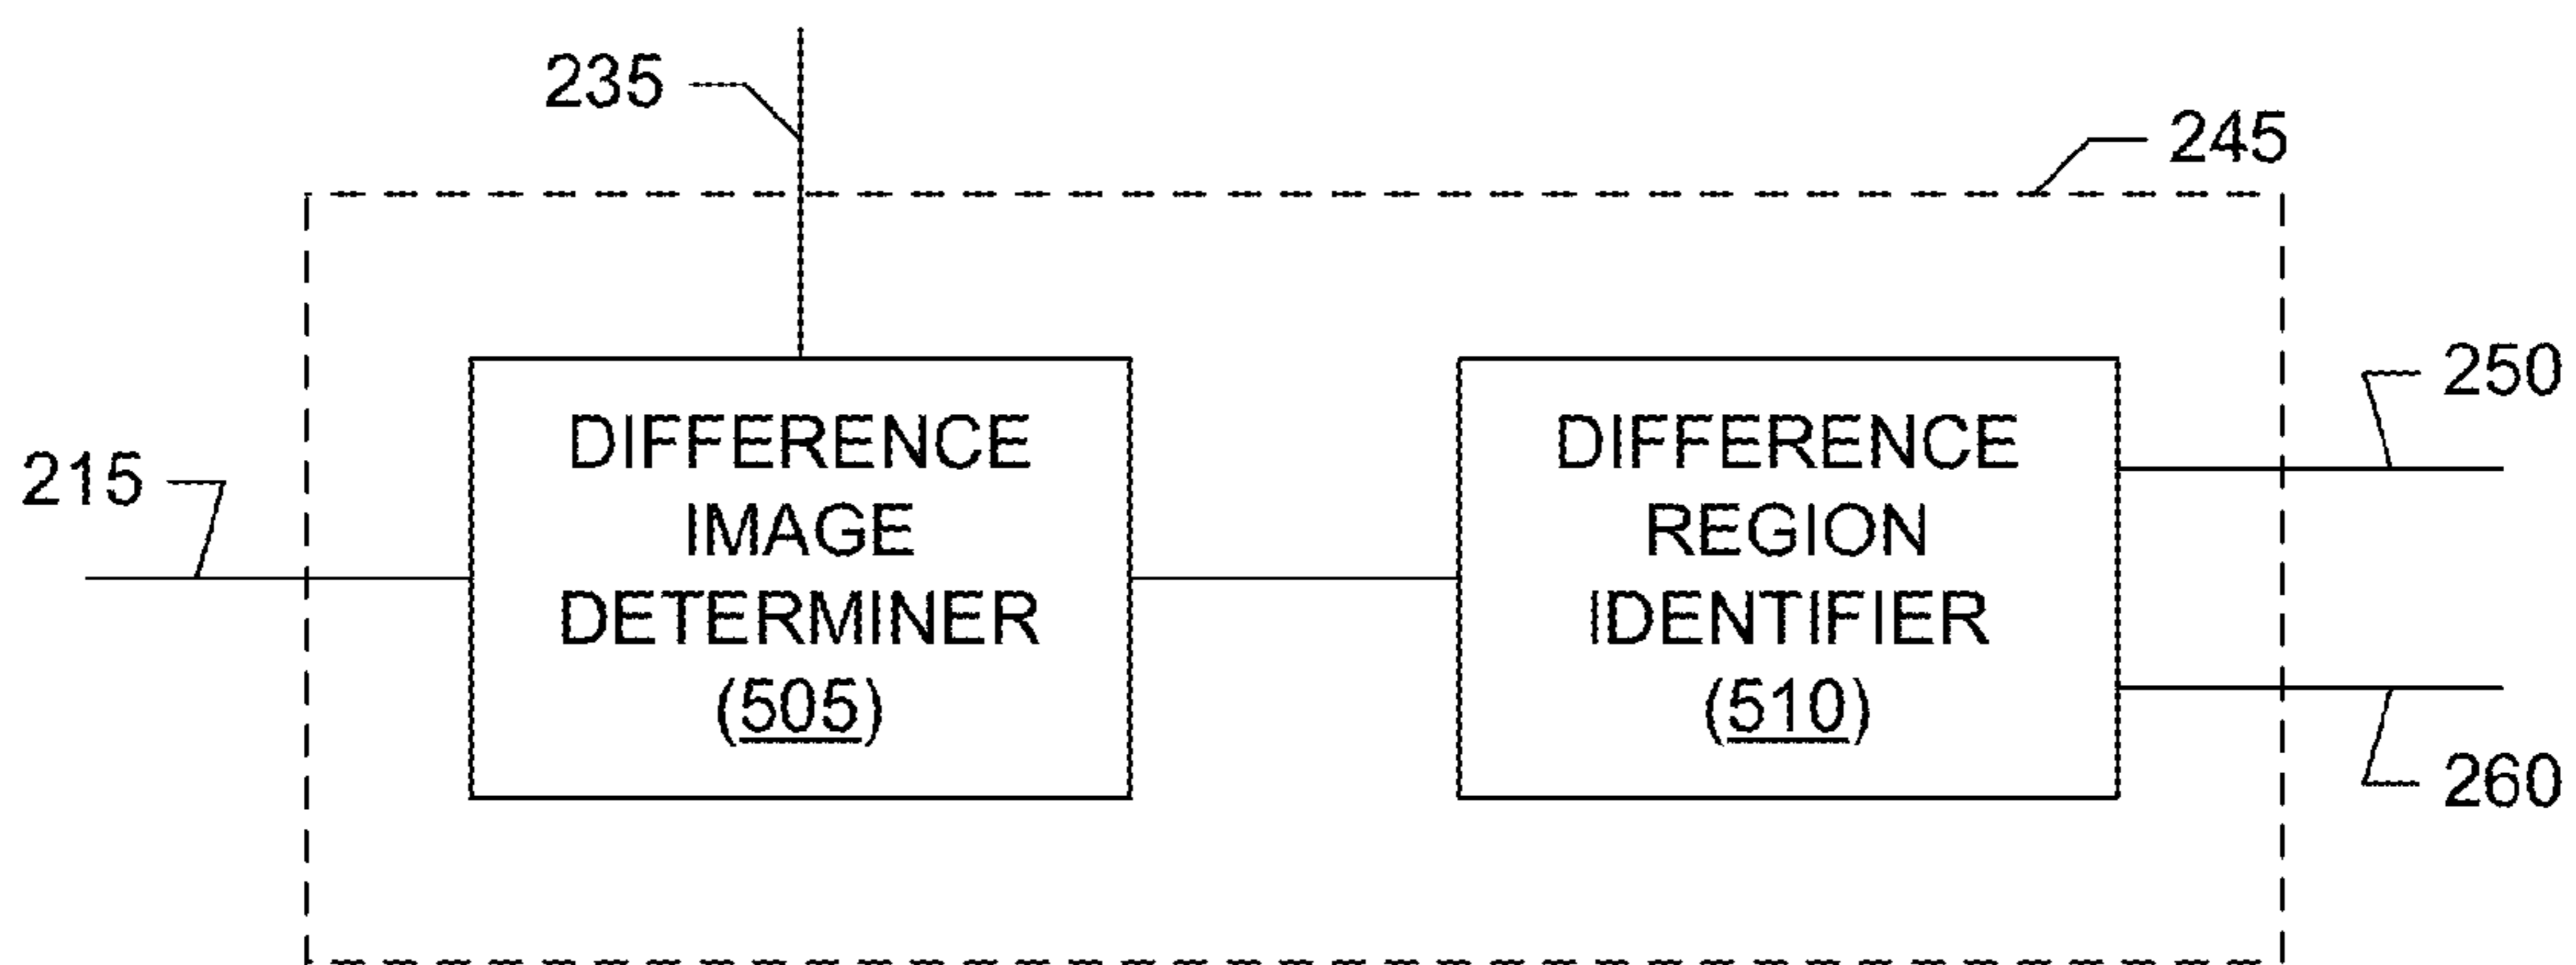 235
245
215
DIFFERENCE
IMAGE
DETERMINER
(505)
DIFFERENCE
REGION
IDENTIFIER
(510)
250
260